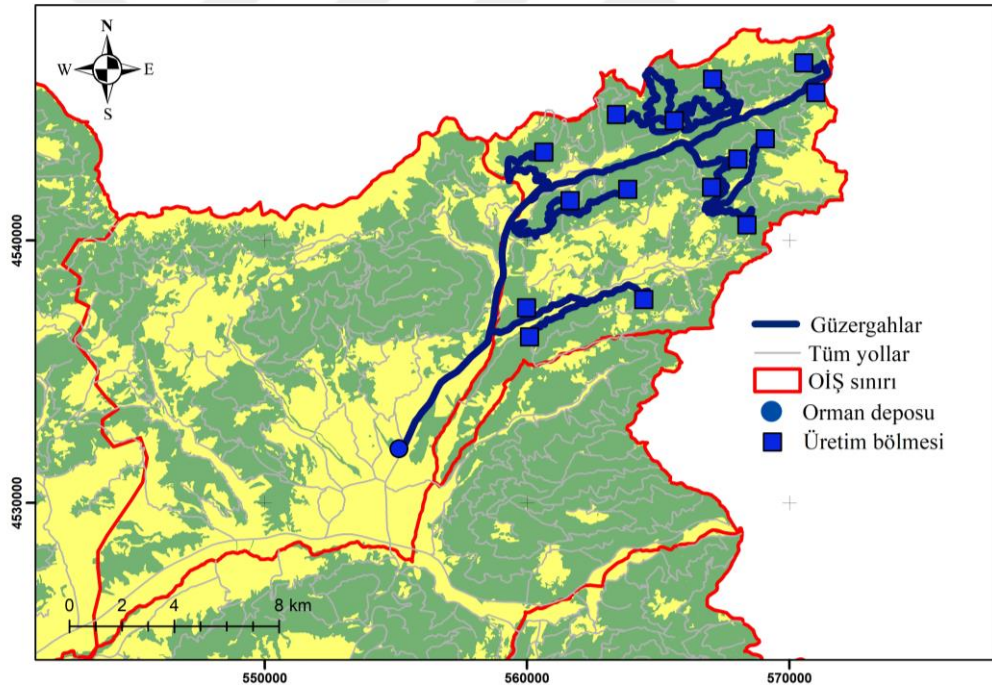 N
W E
S
4540000
4530000
Güzergahlar
Tüm yollar
OİŞ sınırı
Orman deposu
Üretim bölmesi
0 2 4 8 km
550000 560000 570000